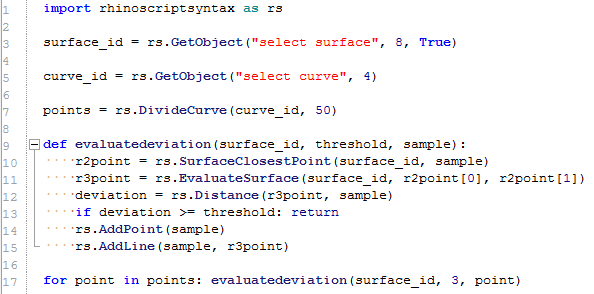 1 import rhinoscriptsyntax as rs
2
3 surface_id = rs.GetObject("select surface", 8, True)
4
5 curve_id = rs.GetObject("select curve", 4)
6
7 points = rs.DivideCurve(curve_id, 50)
8
9 def evaluatedeviation(surface_id, threshold, sample):
10 ····r2point = rs.SurfaceClosestPoint(surface_id, sample)
11 ····r3point = rs.EvaluateSurface(surface_id, r2point[0], r2point[1])
12 ····deviation = rs.Distance(r3point, sample)
13 ····if deviation >= threshold: return
14 ····rs.AddPoint(sample)
15 ····rs.AddLine(sample, r3point)
16
17 for point in points: evaluatedeviation(surface_id, 3, point)